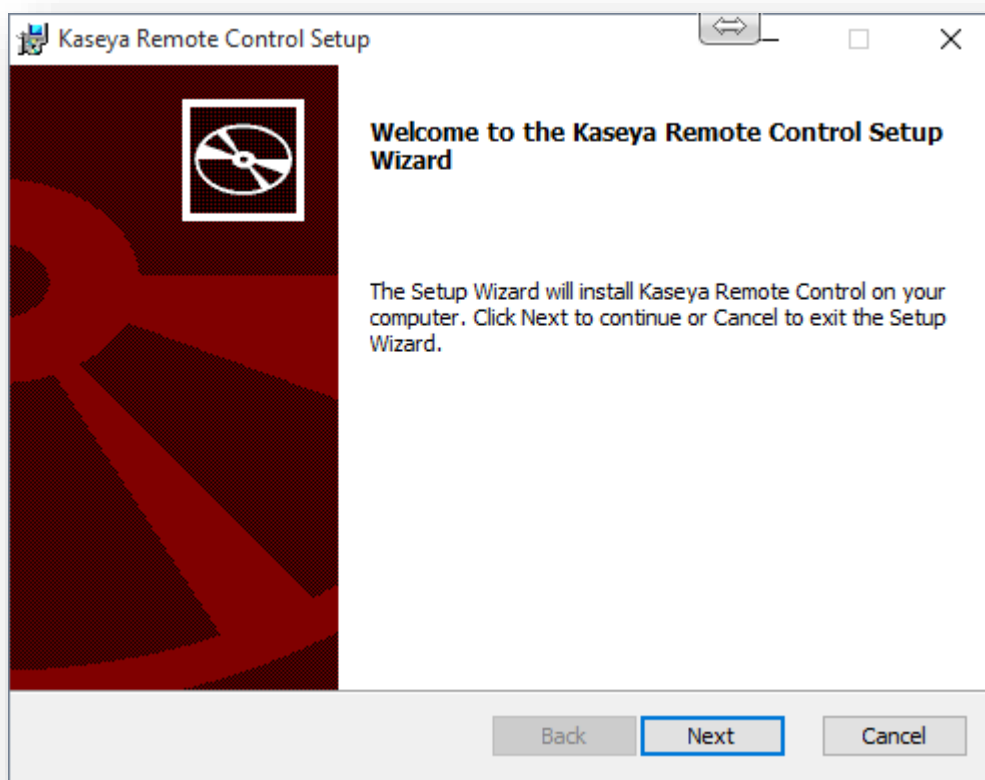 Kaseya Remote Control Setup
Welcome to the Kaseya Remote Control Setup
Wizard
The Setup Wizard will install Kaseya Remote Control on your
computer. Click Next to continue or Cancel to exit the Setup
Wizard.
Back Next Cancel